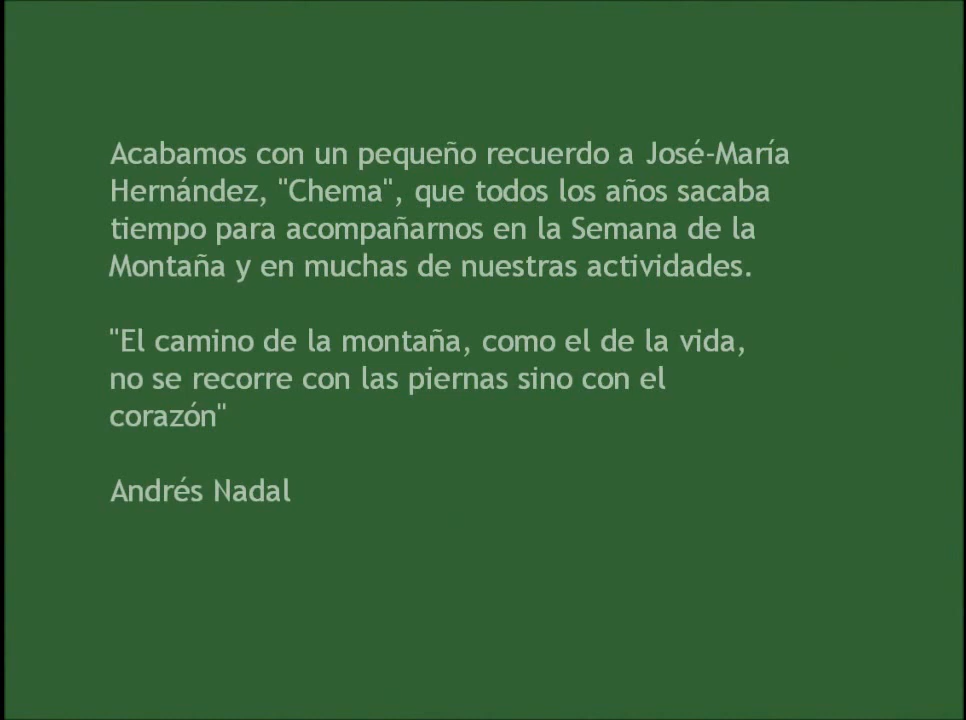 Acabamos con un pequeño recuerdo a José-María
Hernández, "Chema", que todos los años sacaba
tiempo para acompañarnos en la Semana de la
Montaña y en muchas de nuestras actividades.
"El camino de la montaña, como el de la vida,
no se recorre con las piernas sino con el
corazón"
Andrés Nadal